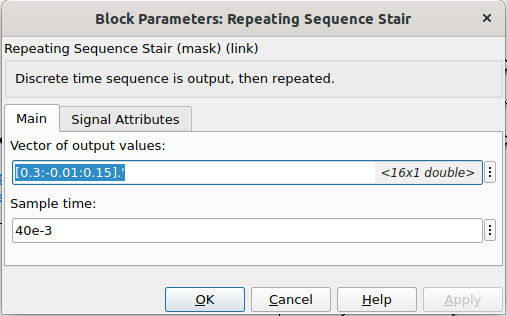 Block Parameters: Repeating Sequence Stair
Repeating Sequence Stair (mask) (link)
Discrete time sequence is output, then repeated.
Main Signal Attributes
Vector of output values:
[0.3:-0.01:0.15].' <16x1 double>
Sample time:
40e-3
OK Cancel Help Apply